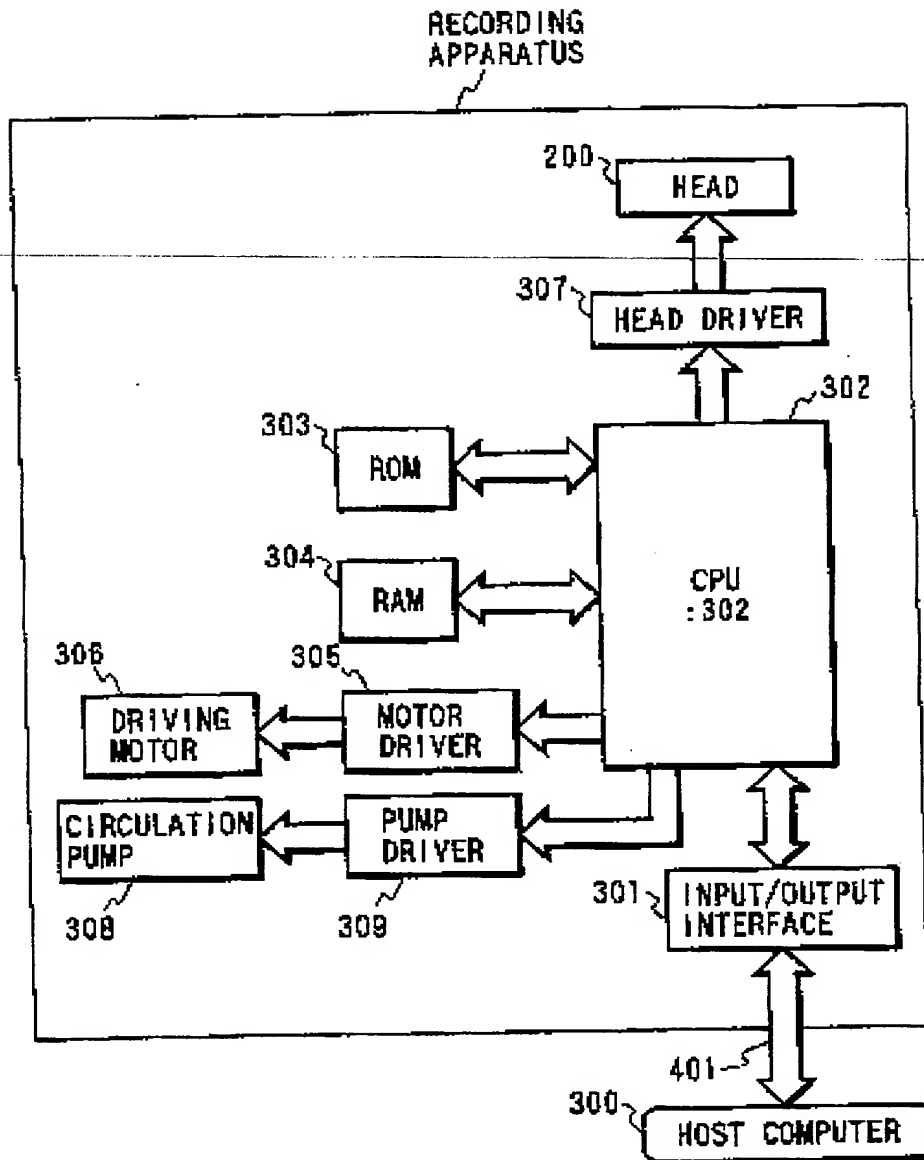 RECORDING
APPARATUS
200
HEAD
307
HEAD DRIVER
302
303
ROM
CPU
:302
304
RAM
306
305
DRIVING
MOTOR
MOTOR
DRIVER
CIRCULATION
PUMP
PUMP
DRIVER
308
309
301
INPUT/OUTPUT
INTERFACE
401
300
HOST COMPUTER